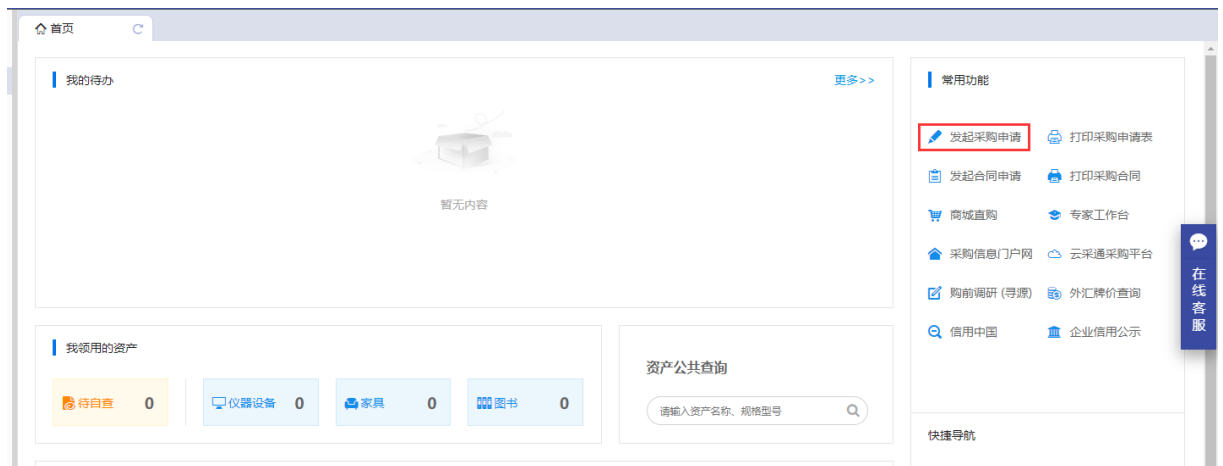 首页
我的待办
更多>>
暂无内容
常用功能
发起采购申请
打印采购申请表
发起合同申请
打印采购合同
商城直购
专家工作台
采购信息门户网
云采通采购平台
购前调研 (寻源)
外汇牌价查询
信用中国
企业信用公示
在线客服
我领用的资产
待自查 0
仪器设备 0
家具 0
图书 0
资产公共查询
请输入资产名称、规格型号
快捷导航